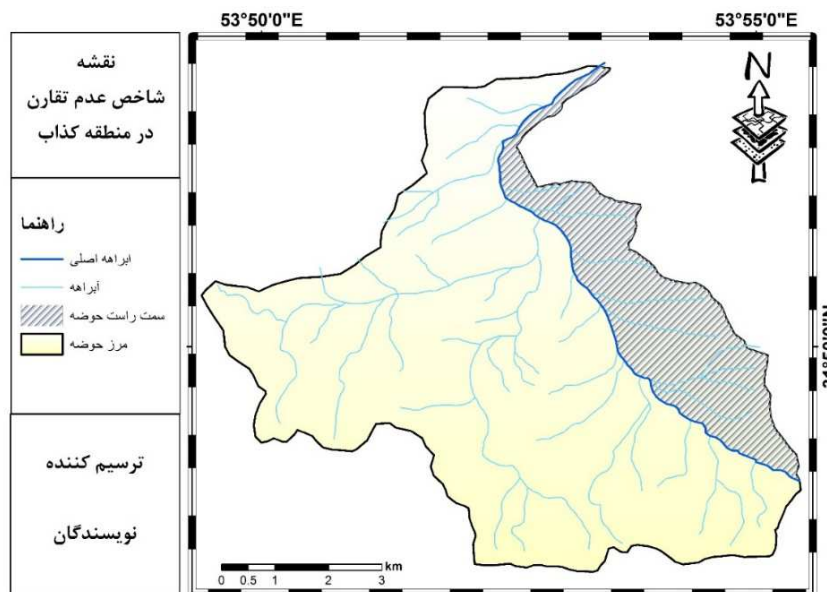 53°50'0"E
53°55'0"E
نقشه
شاخص عدم تقارن
در منطقه کذاب
راهنما
ابراهه اصلی
آبراهه
سمت راست حوضه
مرز حوضه
ترسیم کننده
نویسندگان
N
km
0 0.5 1 2 3